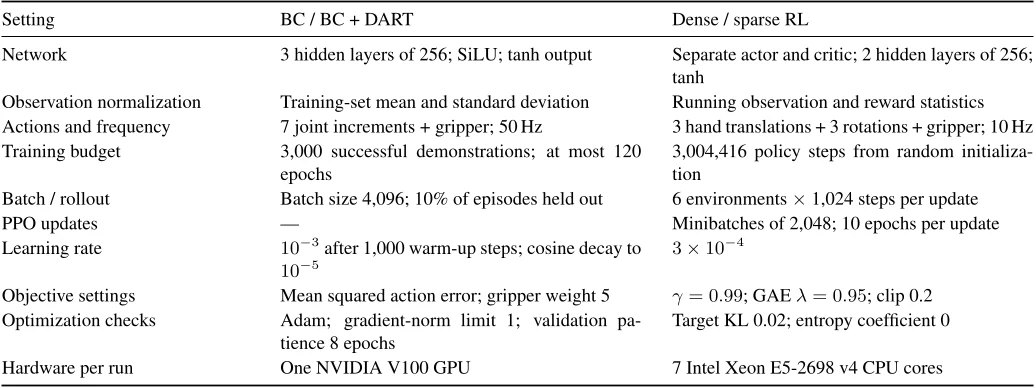 Setting BC / BC + DART Dense / sparse RL
Network 3 hidden layers of 256; SiLU; tanh output Separate actor and critic; 2 hidden layers of 256;
tanh
Observation normalization Training-set mean and standard deviation Running observation and reward statistics
Actions and frequency 7 joint increments + gripper; 50 Hz 3 hand translations + 3 rotations + gripper; 10 Hz
Training budget 3,000 successful demonstrations; at most 120 3,004,416 policy steps from random initializa-
epochs tion
Batch / rollout Batch size 4,096; 10% of episodes held out 6 environments × 1,024 steps per update
PPO updates — Minibatches of 2,048; 10 epochs per update
Learning rate 10⁻³ after 1,000 warm-up steps; cosine decay to 3 × 10⁻⁴
10⁻⁵
Objective settings Mean squared action error; gripper weight 5 γ = 0.99; GAE λ = 0.95; clip 0.2
Optimization checks Adam; gradient-norm limit 1; validation pa- Target KL 0.02; entropy coefficient 0
tience 8 epochs
Hardware per run One NVIDIA V100 GPU 7 Intel Xeon E5-2698 v4 CPU cores